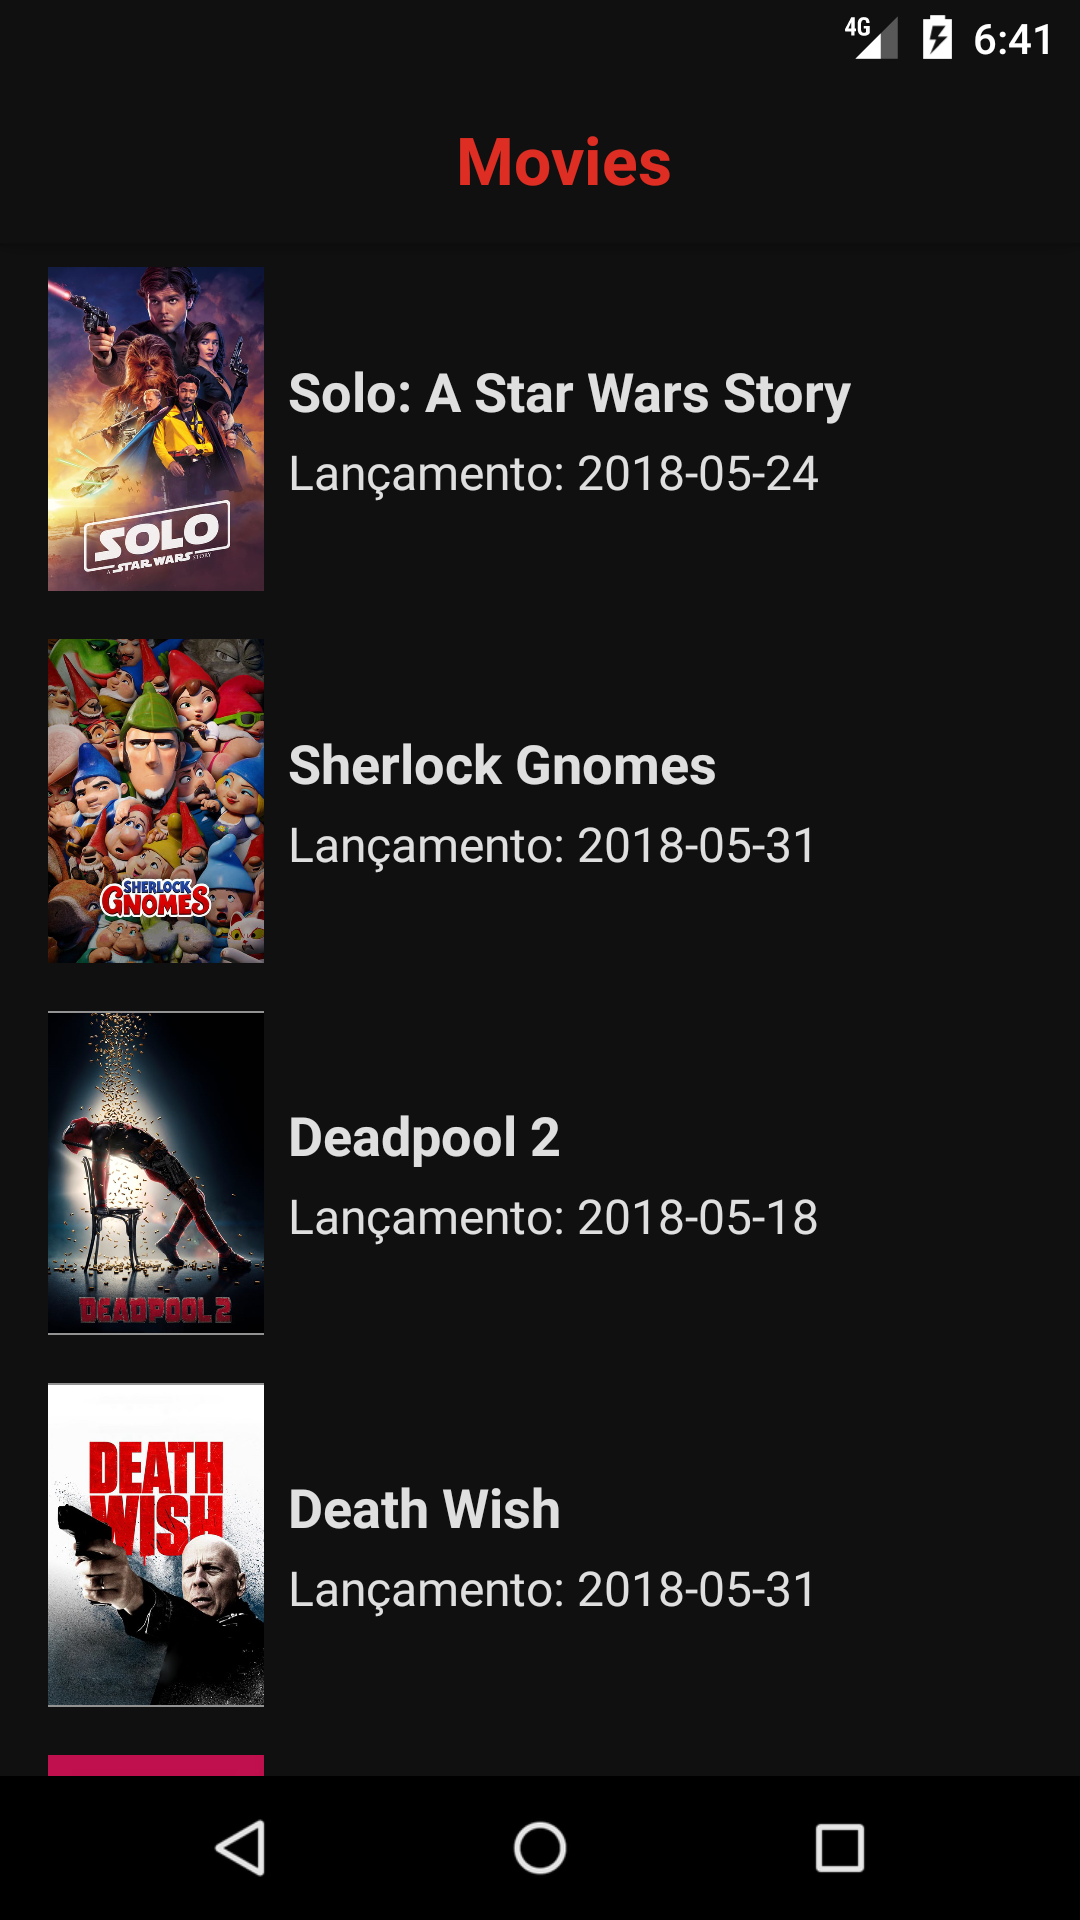 4G 6:41
Movies
Solo: A Star Wars Story
Lançamento: 2018-05-24
SOLO
A STAR WARS STORY
Sherlock Gnomes
Lançamento: 2018-05-31
SHERLOCK
GNOMES
Deadpool 2
Lançamento: 2018-05-18
DEADPOOL 2
DEATH
WISH
Death Wish
Lançamento: 2018-05-31